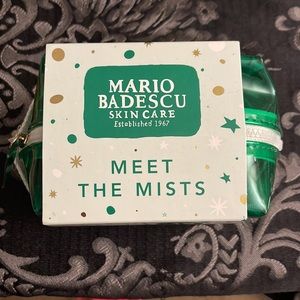 MARIO
BADESCU
SKIN CARE
Established 1967
MEET
THE MISTS